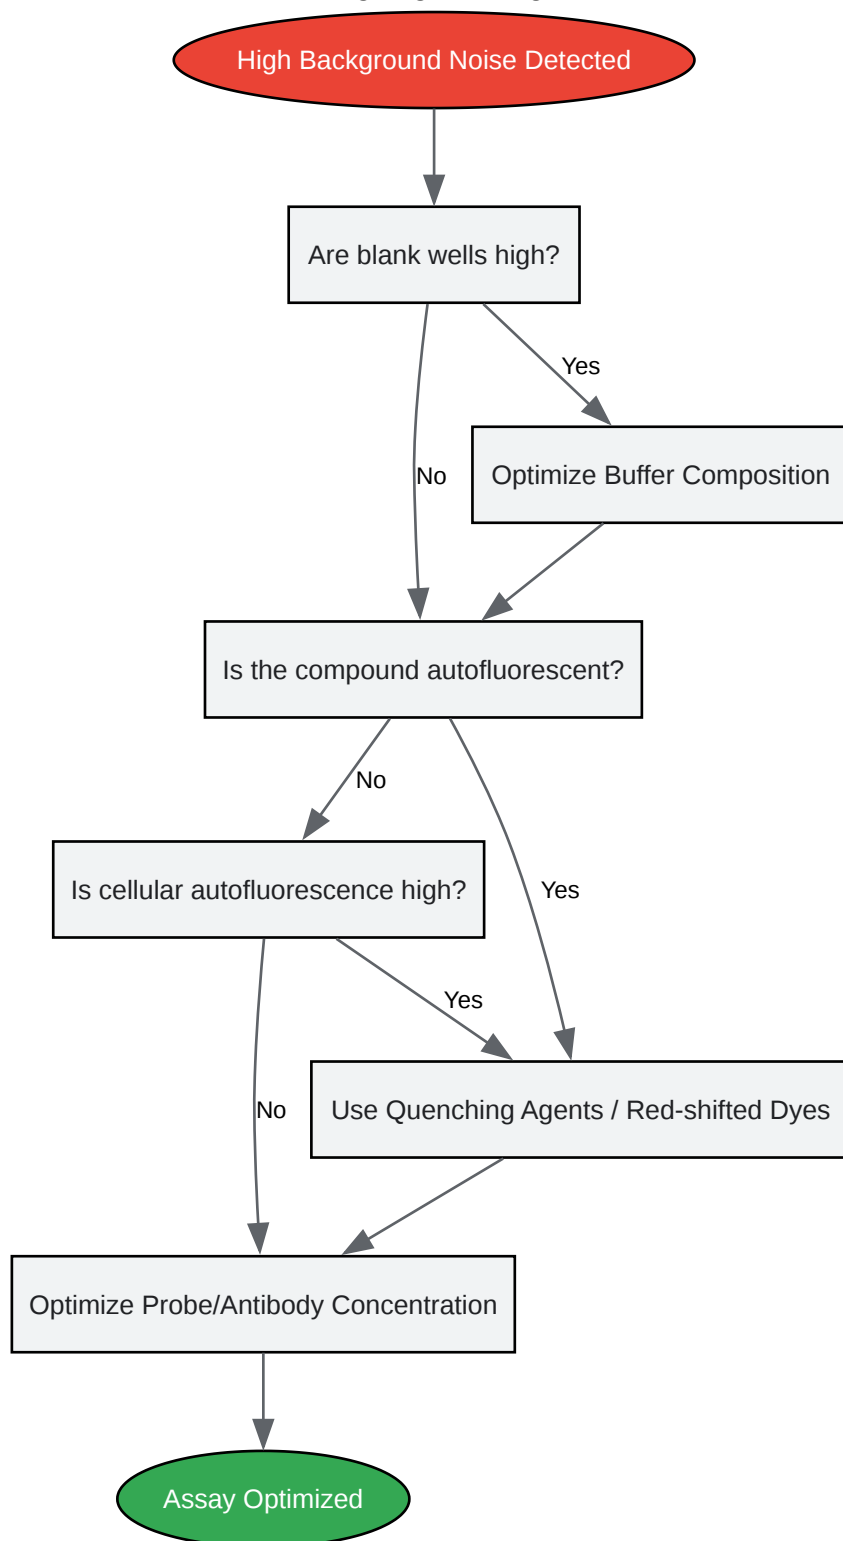 High Background Noise Detected
Are blank wells high?
Yes
No
Optimize Buffer Composition
Is the compound autofluorescent?
No
Is cellular autofluorescence high?
Yes
Yes
No
Use Quenching Agents / Red-shifted Dyes
Optimize Probe/Antibody Concentration
Assay Optimized